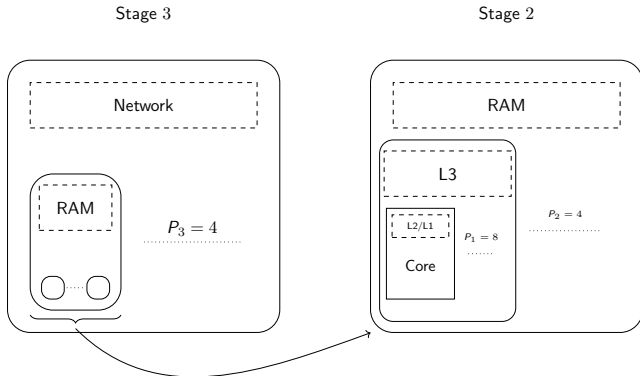 Stage 3
Stage 2
Network
RAM
P₃ = 4
RAM
L3
L2/L1
Core
P₁ = 8
P₂ = 4